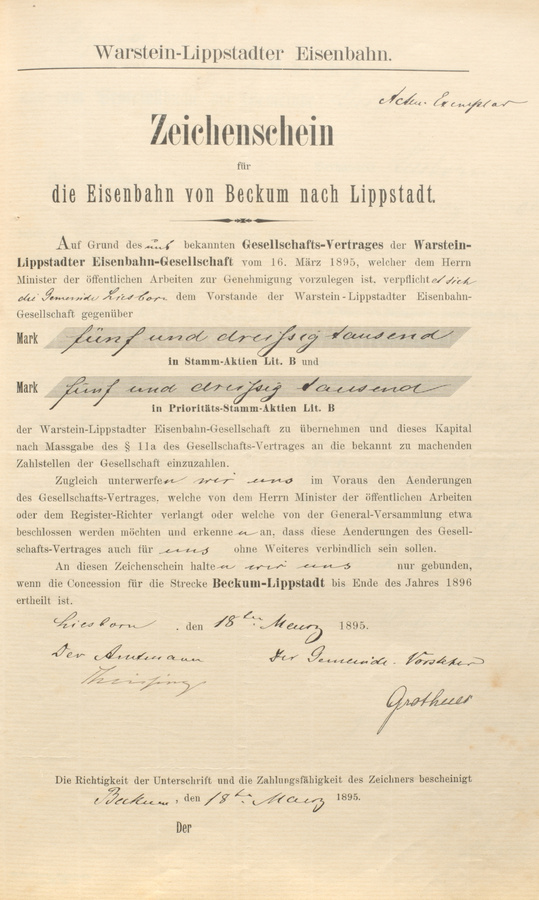 Warstein-Lippstadter Eisenbahn.
Acten-Exemplar
Zeichenschein
für
die Eisenbahn von Beckum nach Lippstadt.
Auf Grund des uns bekannten Gesellschafts-Vertrages der Warstein-
Lippstadter Eisenbahn-Gesellschaft vom 16. März 1895, welcher dem Herrn
Minister der öffentlichen Arbeiten zur Genehmigung vorzulegen ist, verpflichtet sich
die Gemeinde Liesborn dem Vorstande der Warstein-Lippstadter Eisenbahn-
Gesellschaft gegenüber
Mark fünf und dreissig tausend
in Stamm-Aktien Lit. B und
Mark fünf und dreissig tausend
in Prioritäts-Stamm-Aktien Lit. B
der Warstein-Lippstadter Eisenbahn-Gesellschaft zu übernehmen und dieses Kapital
nach Massgabe des § 11a des Gesellschafts-Vertrages an die bekannt zu machenden
Zahlstellen der Gesellschaft einzuzahlen.
Zugleich unterwerfen wir uns im Voraus den Aenderungen
des Gesellschafts-Vertrages, welche von dem Herrn Minister der öffentlichen Arbeiten
oder dem Register-Richter verlangt oder welche von der General-Versammlung etwa
beschlossen werden möchten und erkennen an, dass diese Aenderungen des Gesell-
schafts-Vertrages auch für uns ohne Weiteres verbindlich sein sollen.
An diesen Zeichenschein halten wir uns nur gebunden,
wenn die Concession für die Strecke Beckum-Lippstadt bis Ende des Jahres 1896
ertheilt ist.
Liesborn, den 18ten Maerz 1895.
Der Amtmann Der Gemeinde-Vorsteher
Grothues
Die Richtigkeit der Unterschrift und die Zahlungsfähigkeit des Zeichners bescheinigt
Beckum, den 18ten Maerz 1895.
Der